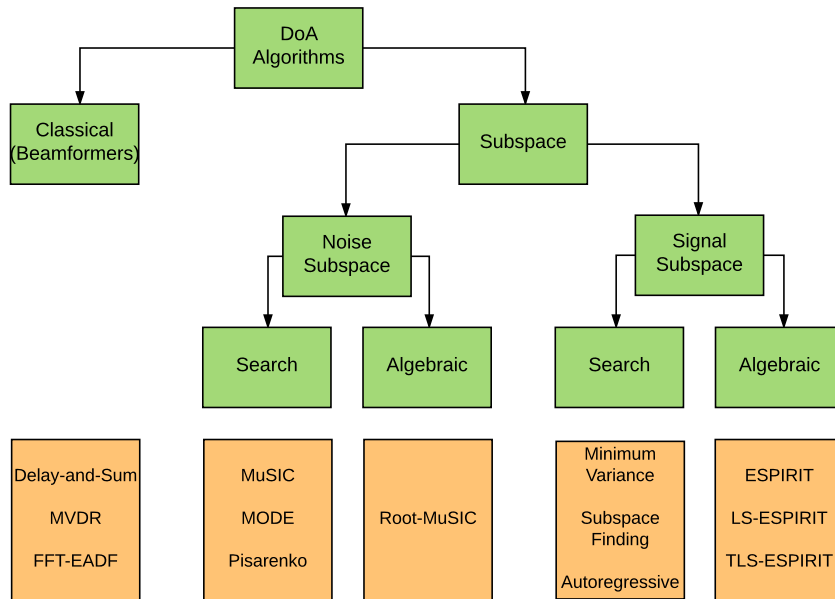 DoA
Algorithms
Classical
(Beamformers)
Subspace
Noise
Subspace
Signal
Subspace
Search
Algebraic
Search
Algebraic
Delay-and-Sum
MVDR
FFT-EADF
MuSIC
MODE
Pisarenko
Root-MuSIC
Minimum
Variance
Subspace
Finding
Autoregressive
ESPIRIT
LS-ESPIRIT
TLS-ESPIRIT